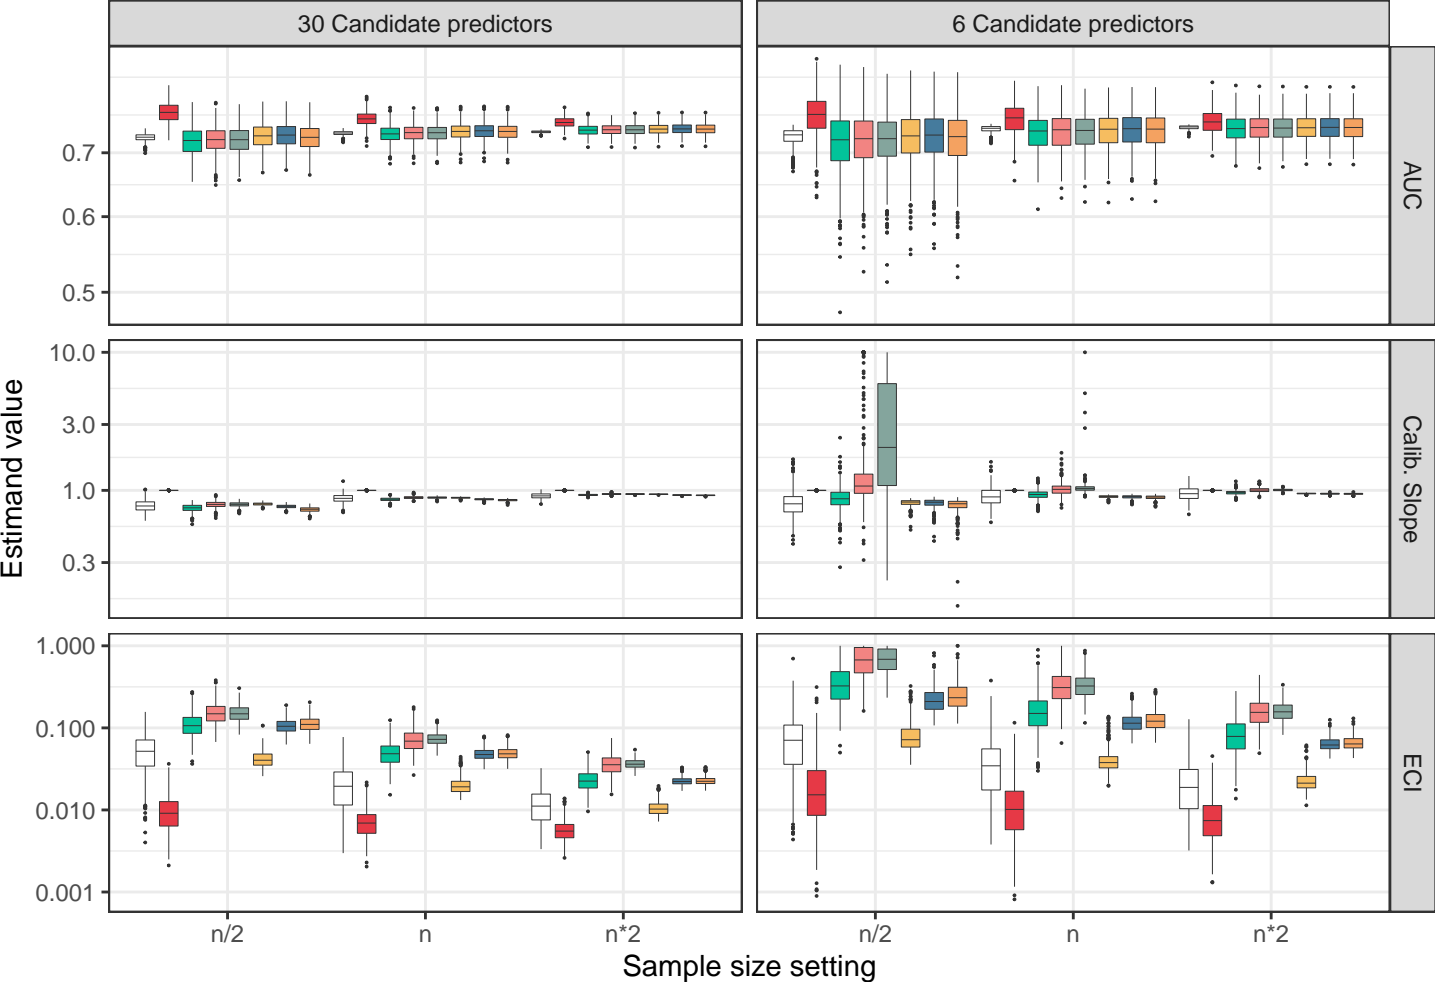 30 Candidate predictors
6 Candidate predictors
0.7
0.6
0.5
AUC
10.0
3.0
1.0
0.3
Calib. Slope
1.000
0.100
0.010
0.001
ECI
Estimand value
n/2
n
n*2
n/2
n
n*2
Sample size setting